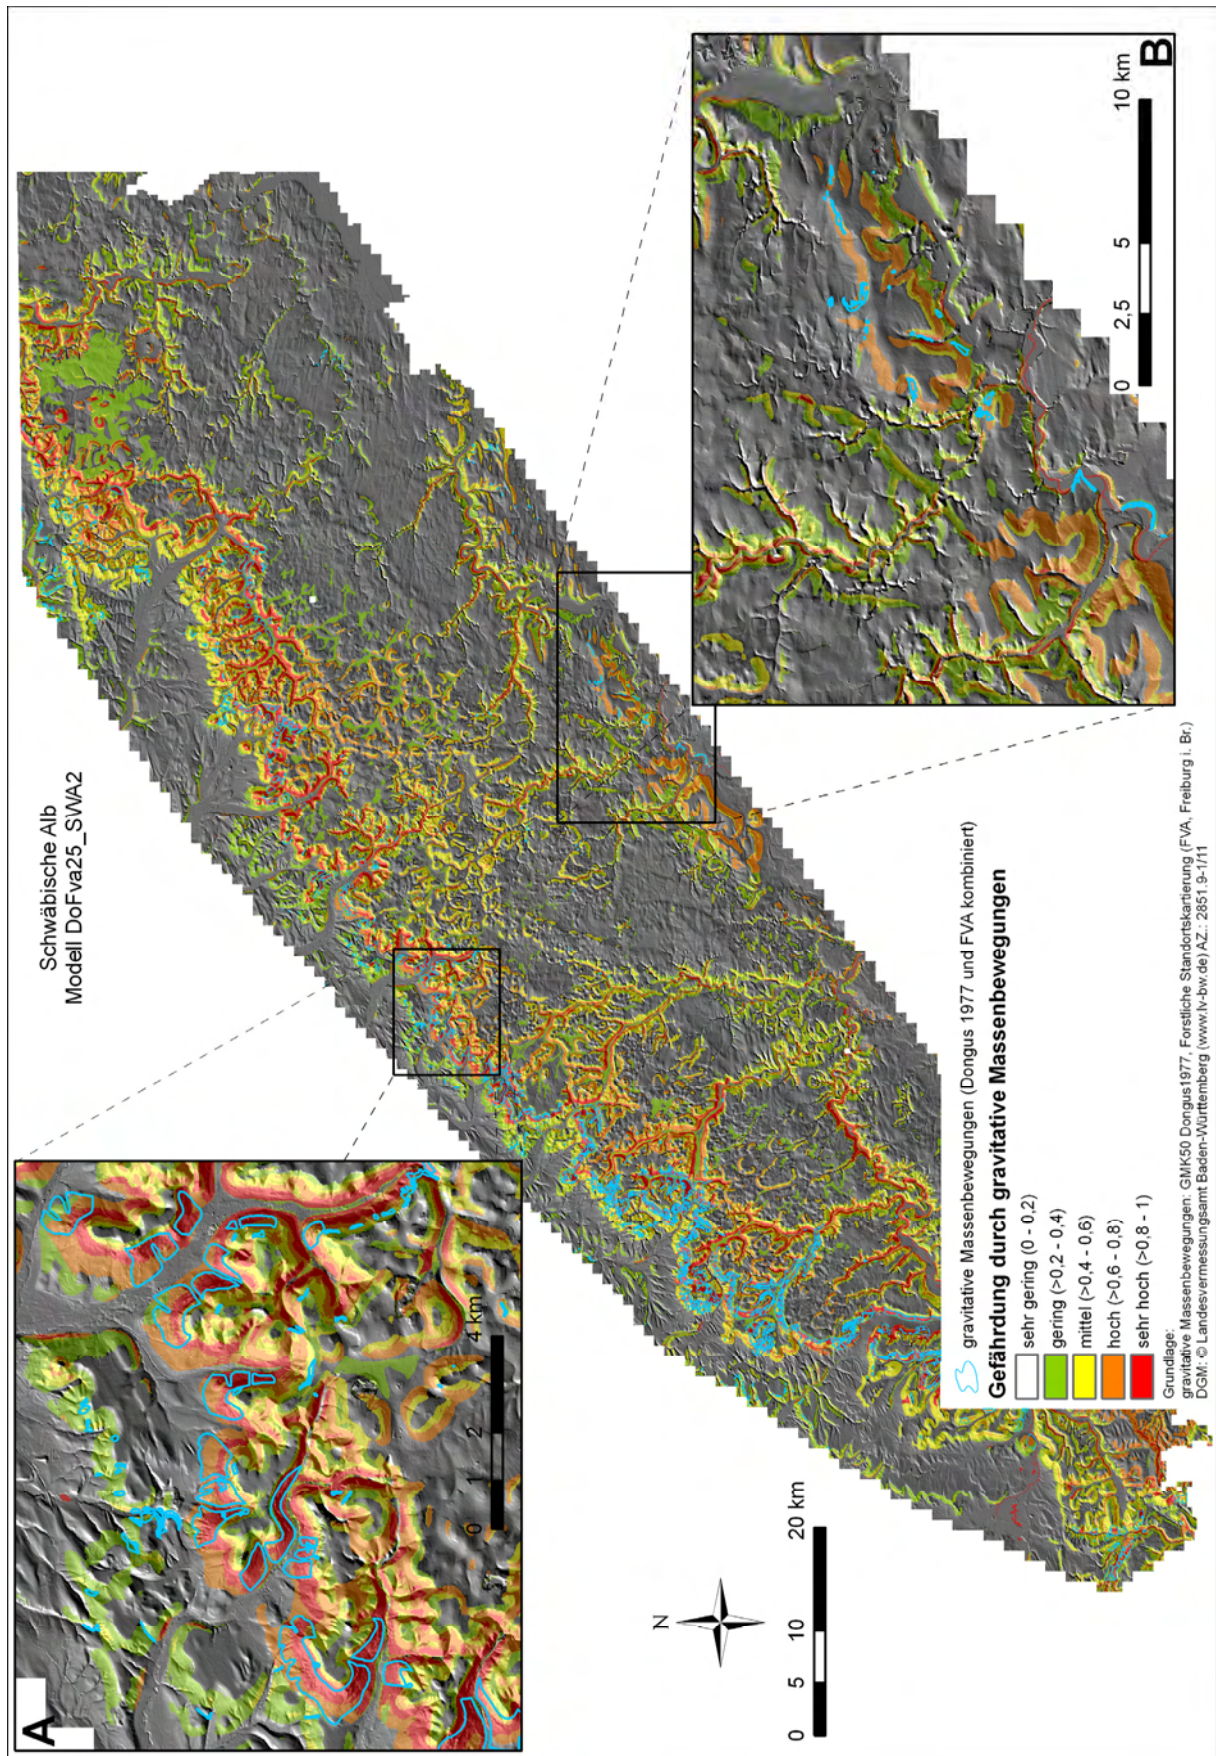 Schwäbische Alb
Modell DoFva25_SWA2
A
0 1 2 4 km
B
0 2,5 5 10 km
N
0 5 10 20 km
gravitative Massenbewegungen (Dongus 1977 und FVA kombiniert)
Gefährdung durch gravitative Massenbewegungen
sehr gering (0 - 0,2)
gering (>0,2 - 0,4)
mittel (>0,4 - 0,6)
hoch (>0,6 - 0,8)
sehr hoch (>0,8 - 1)
Grundlage:
gravitative Massenbewegungen: GMK50 Dongus1977, Forstliche Standortskartierung (FVA, Freiburg i. Br.)
DGM: © Landesvermessungsamt Baden-Württemberg (www.lv-bw.de) AZ.: 2851.9-1/11